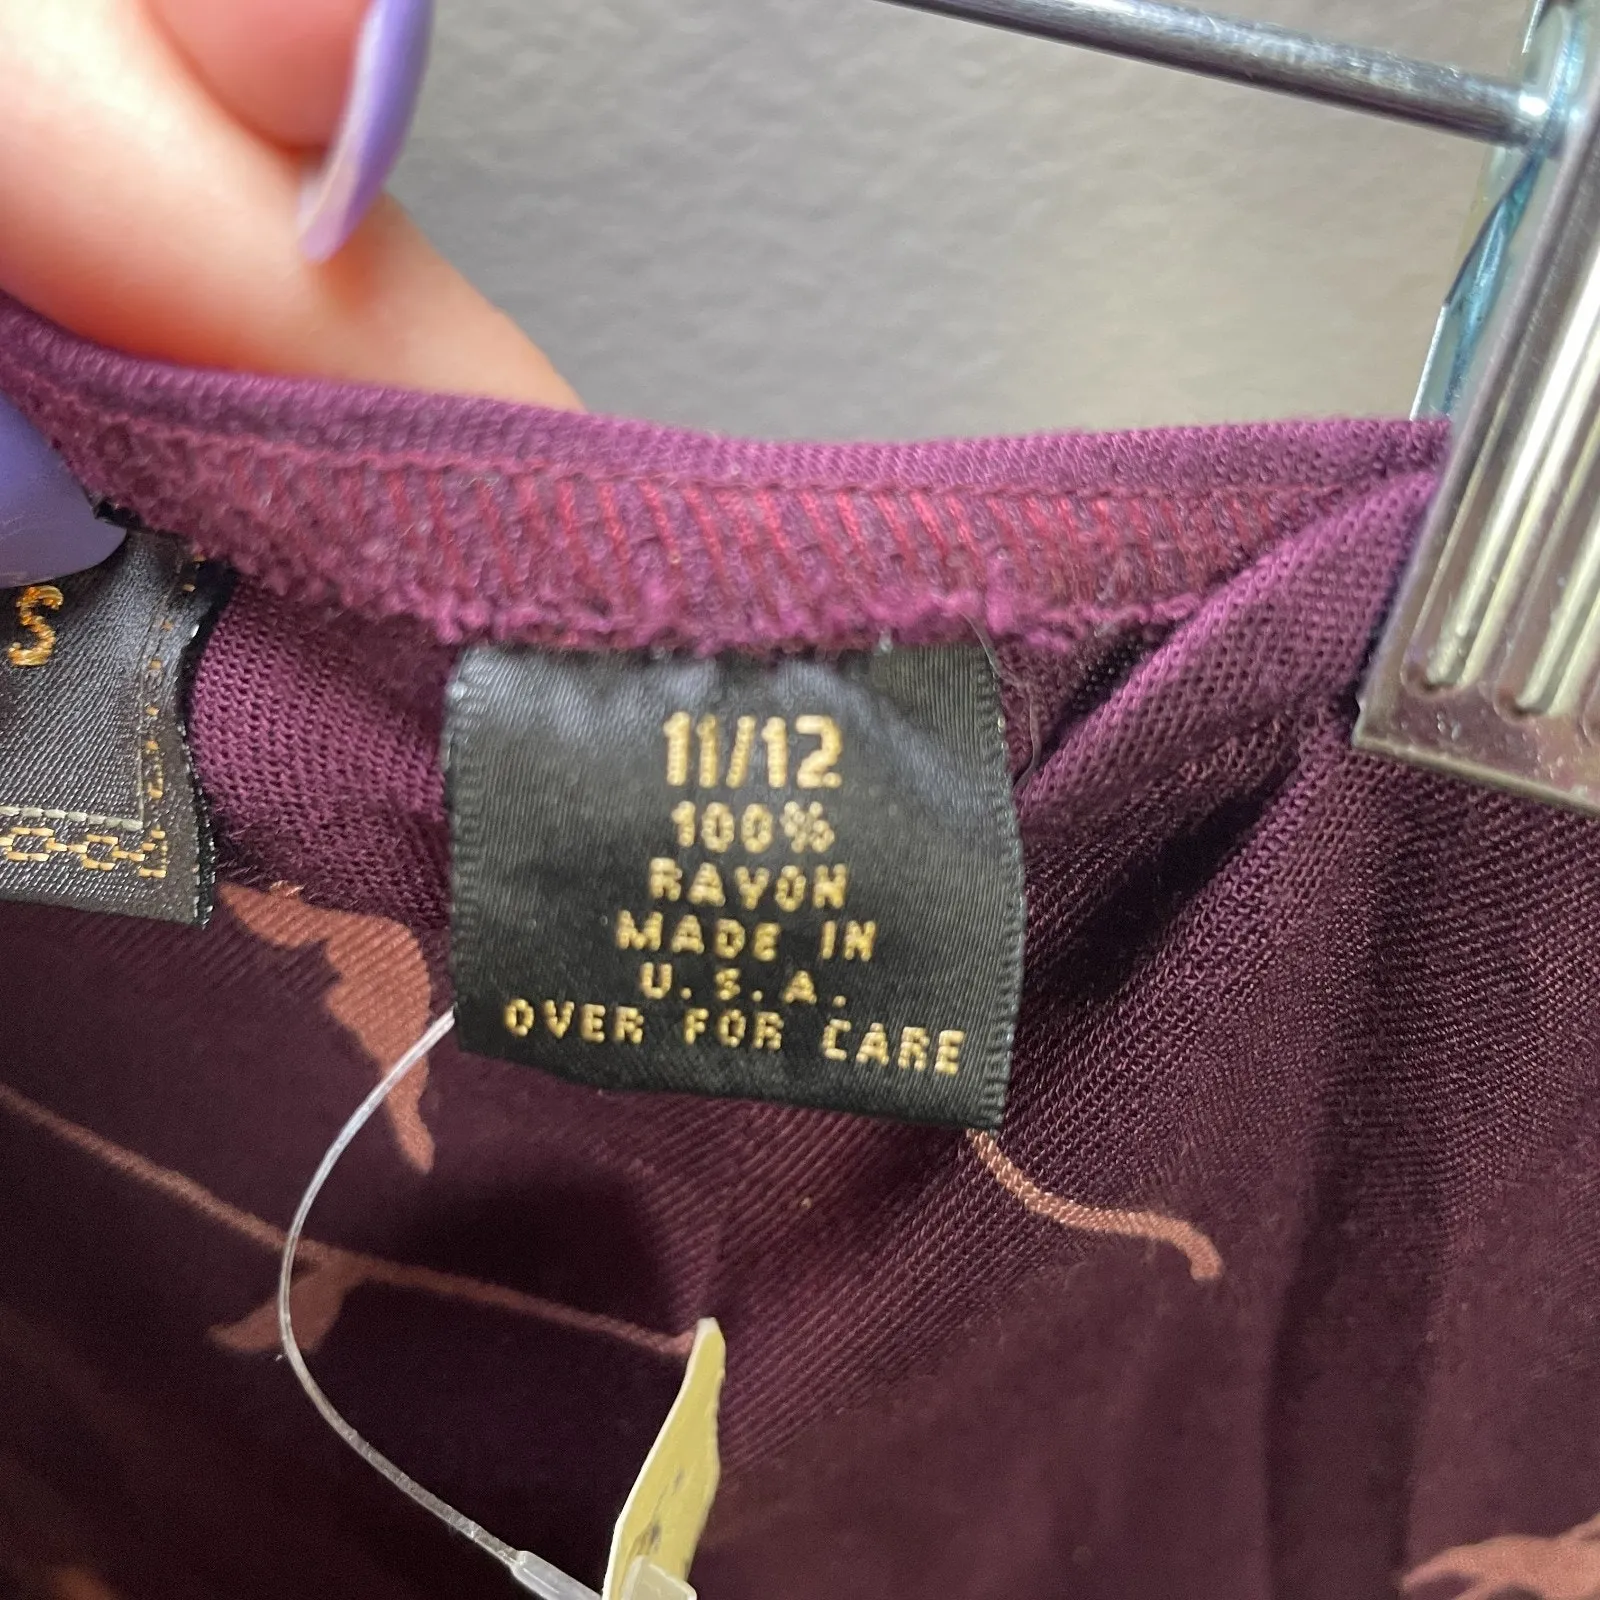 S
11/12
100%
RAYON
MADE IN
U.S.A.
OVER FOR CARE